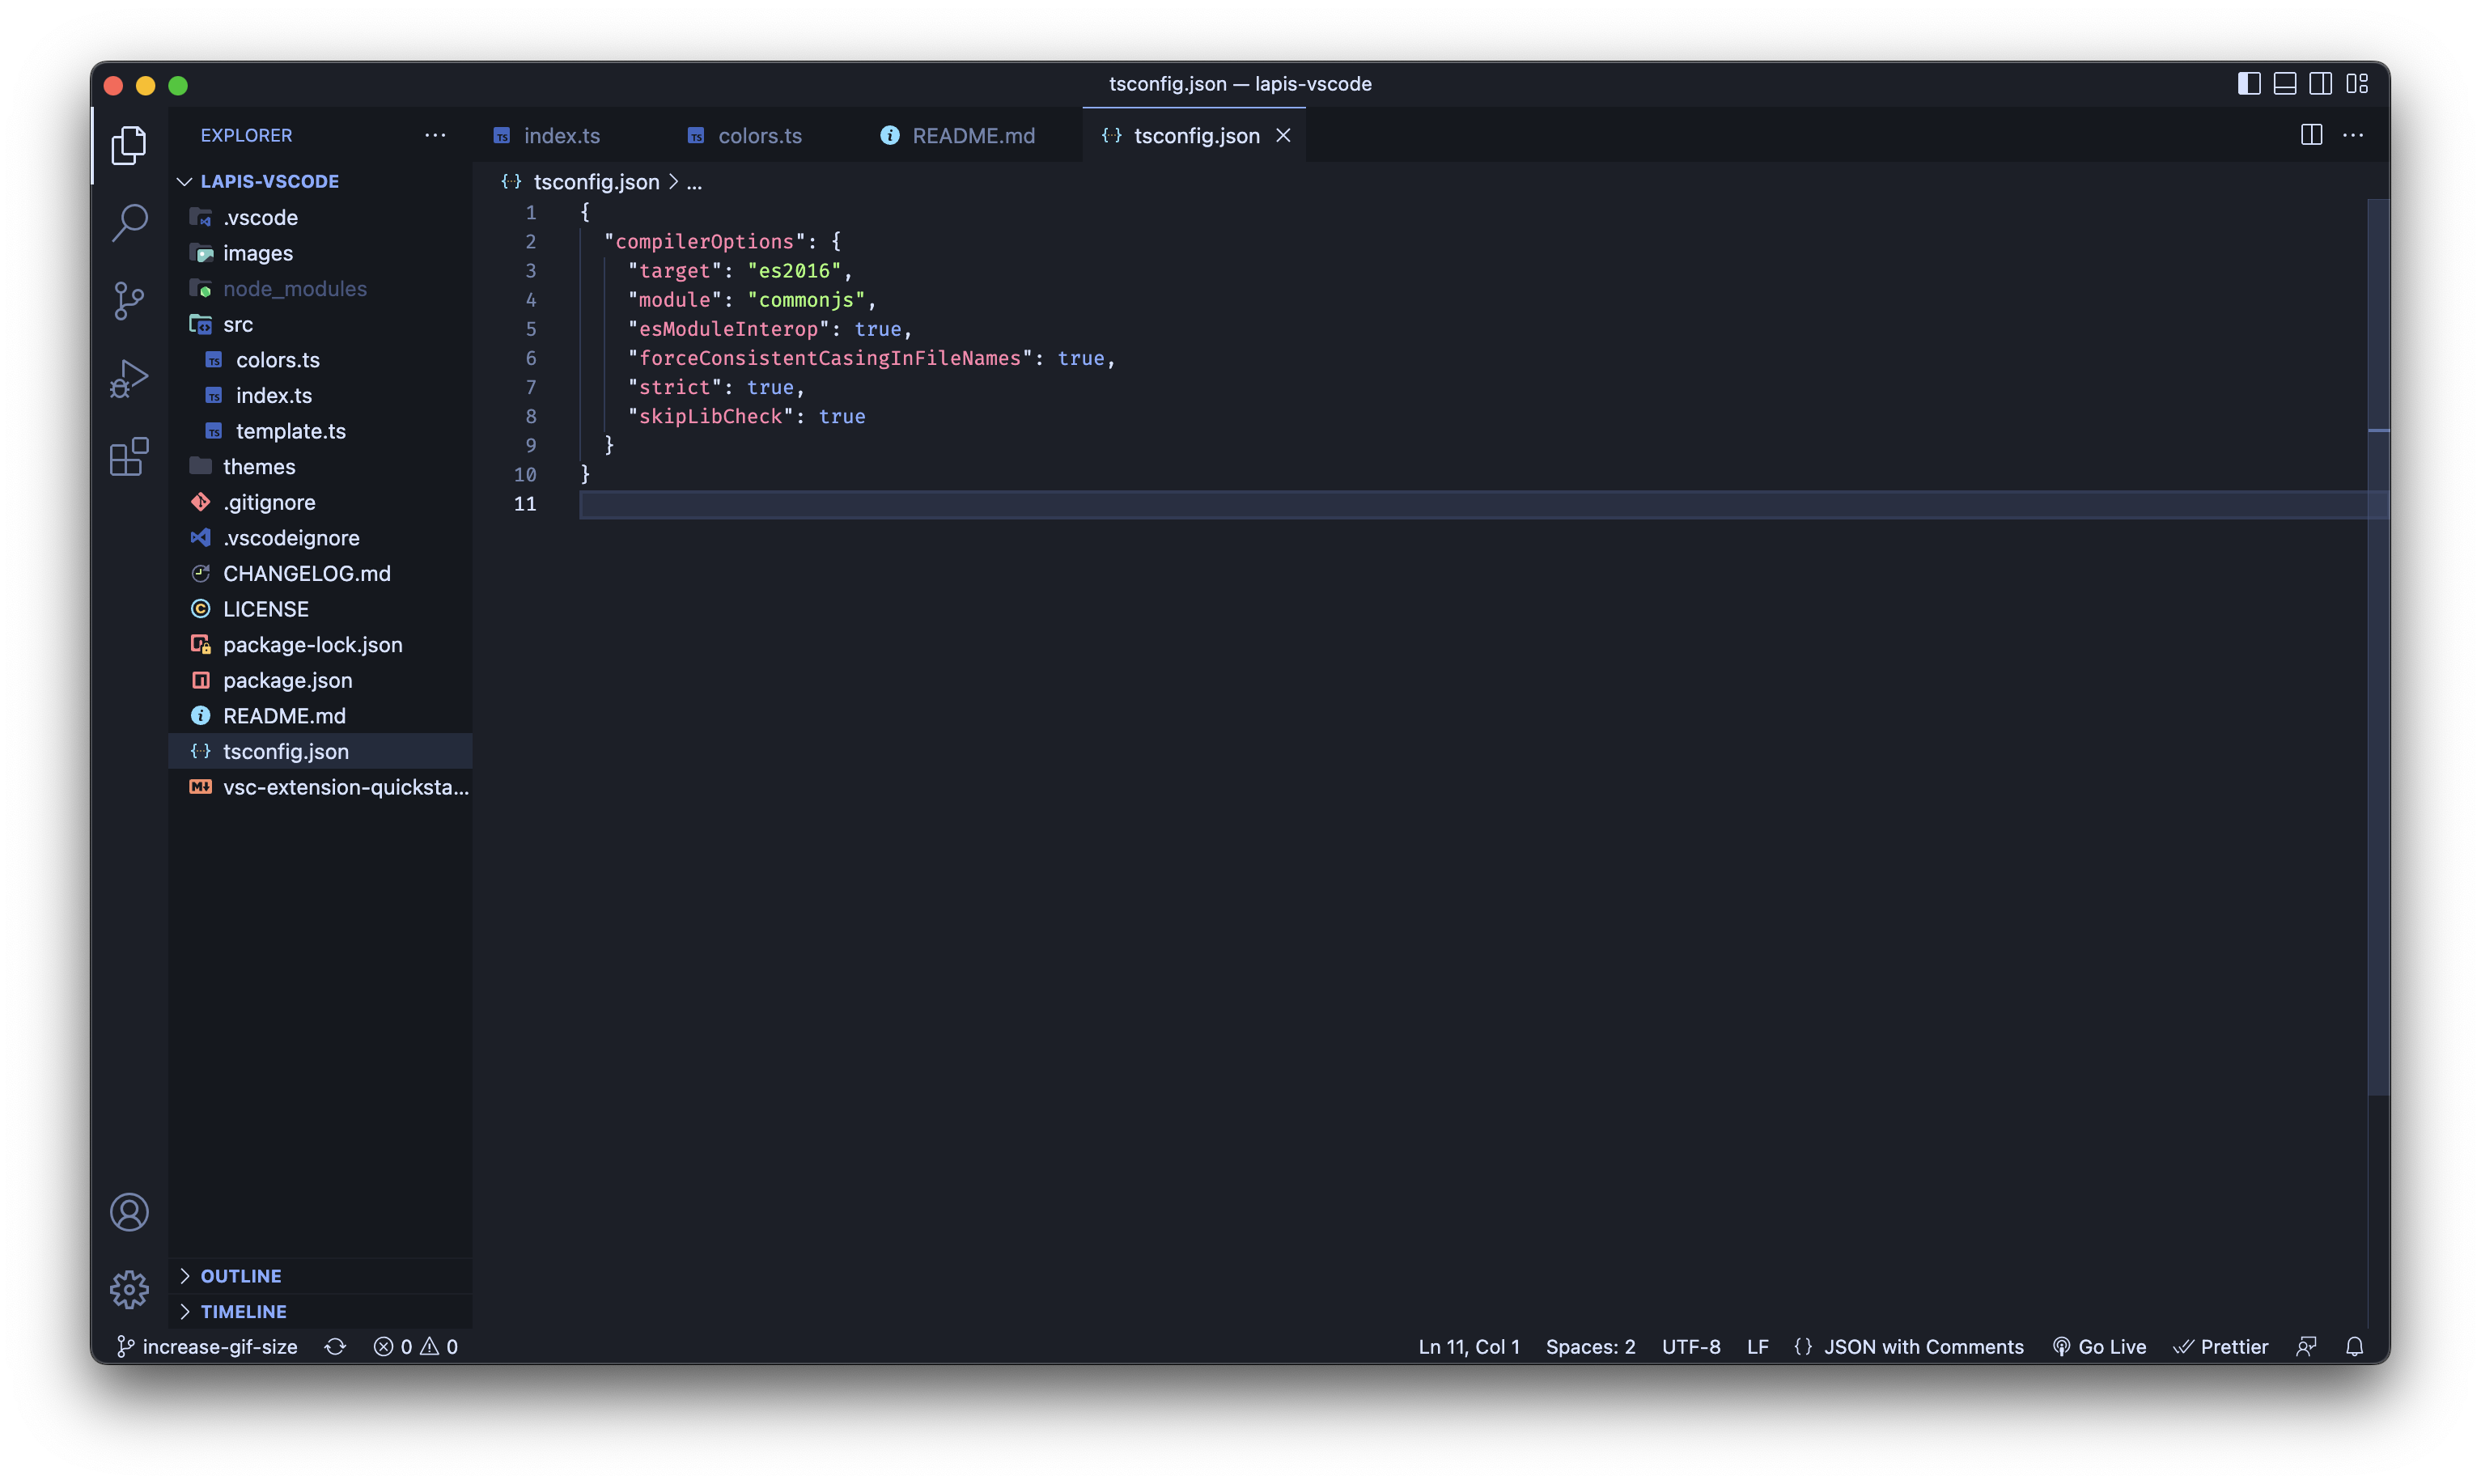 tsconfig.json — lapis-vscode
EXPLORER
index.ts
colors.ts
README.md
tsconfig.json
LAPIS-VSCODE
.vscode
images
node_modules
src
colors.ts
index.ts
template.ts
themes
.gitignore
.vscodeignore
CHANGELOG.md
LICENSE
package-lock.json
package.json
README.md
tsconfig.json
vsc-extension-quicksta...
OUTLINE
TIMELINE
tsconfig.json > ...
1 {
2 "compilerOptions": {
3 "target": "es2016",
4 "module": "commonjs",
5 "esModuleInterop": true,
6 "forceConsistentCasingInFileNames": true,
7 "strict": true,
8 "skipLibCheck": true
9 }
10 }
11
increase-gif-size 0 0 Ln 11, Col 1 Spaces: 2 UTF-8 LF {} JSON with Comments Go Live Prettier